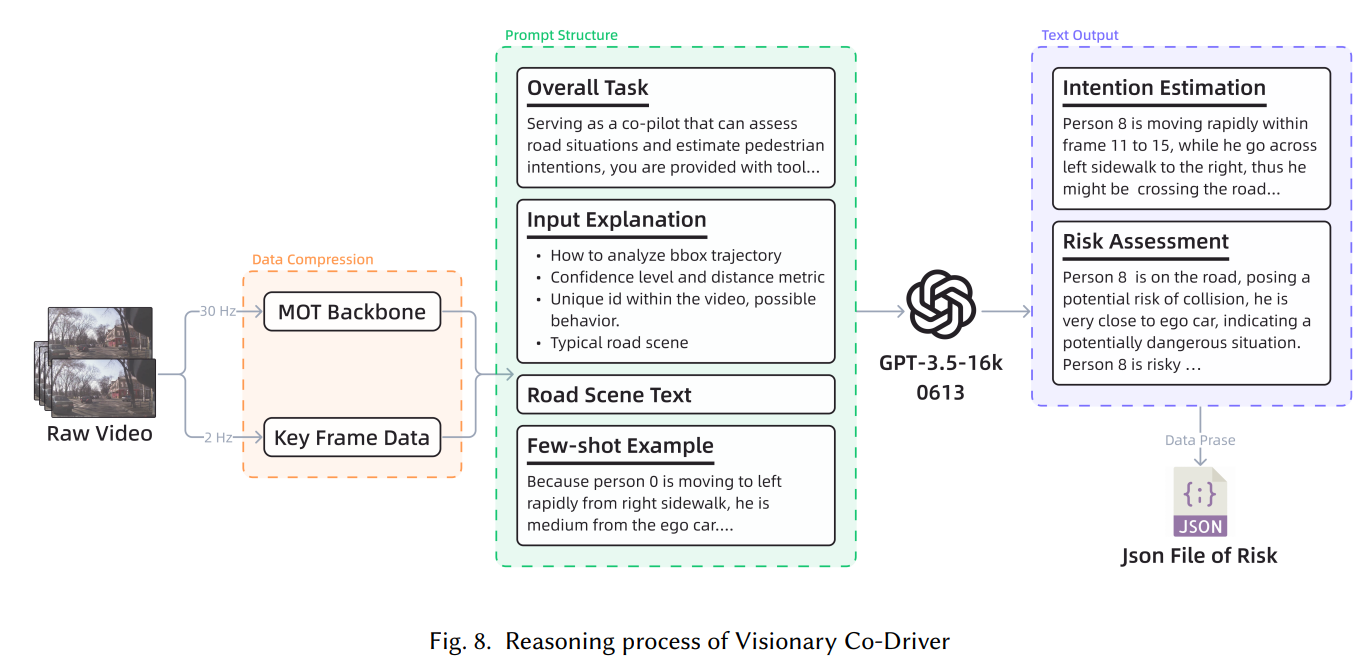 Prompt Structure
Text Output
Overall Task
Serving as a co-pilot that can assess
road situations and estimate pedestrian
intentions, you are provided with tool...
Input Explanation
• How to analyze bbox trajectory
• Confidence level and distance metric
• Unique id within the video, possible
behavior.
• Typical road scene
Road Scene Text
Few-shot Example
Because person 0 is moving to left
rapidly from right sidewalk, he is
medium from the ego car....
Data Compression
30 Hz
MOT Backbone
2 Hz
Key Frame Data
Raw Video
GPT-3.5-16k
0613
Intention Estimation
Person 8 is moving rapidly within
frame 11 to 15, while he go across
left sidewalk to the right, thus he
might be crossing the road...
Risk Assessment
Person 8 is on the road, posing a
potential risk of collision, he is
very close to ego car, indicating a
potentially dangerous situation.
Person 8 is risky ...
Data Prase
{;}
JSON
Json File of Risk
Fig. 8. Reasoning process of Visionary Co-Driver